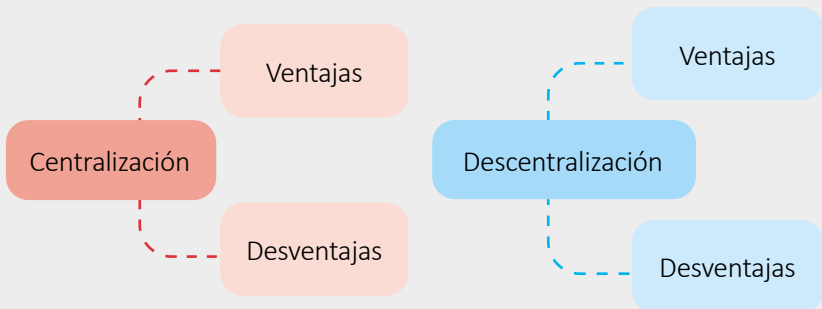 Centralización
Ventajas
Desventajas
Descentralización
Ventajas
Desventajas